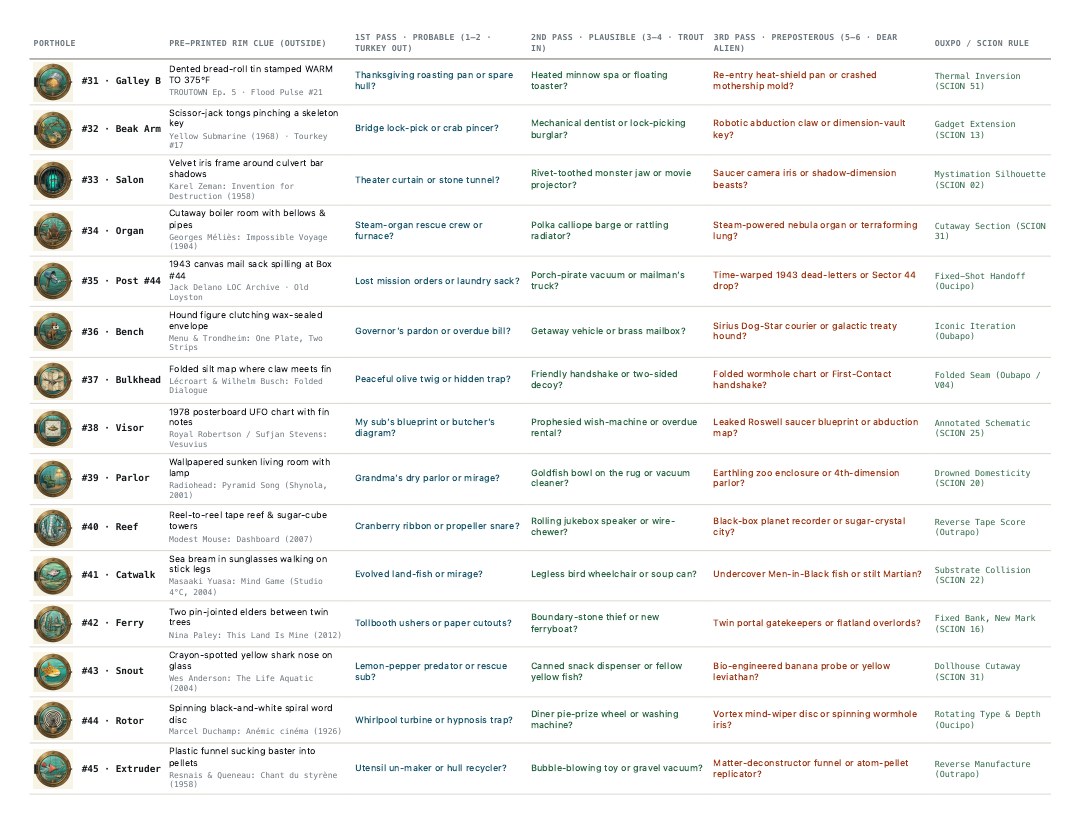 PORTHOLE
PRE-PRINTED RIM CLUE (OUTSIDE)
1ST PASS · PROBABLE (1–2 ·
TURKEY OUT)
2ND PASS · PLAUSIBLE (3–4 · TROUT
IN)
3RD PASS · PREPOSTEROUS (5–6 · DEAR
ALIEN)
OUXPO / SCION RULE
#31 · Galley B
Dented bread-roll tin stamped WARM
TO 375°F
TROUTOWN Ep. 5 · Flood Pulse #21
Thanksgiving roasting pan or spare
hull?
Heated minnow spa or floating
toaster?
Re-entry heat-shield pan or crashed
mothership mold?
Thermal Inversion
(SCION 51)
#32 · Beak Arm
Scissor-jack tongs pinching a skeleton
key
Yellow Submarine (1968) · Tourkey
#17
Bridge lock-pick or crab pincer?
Mechanical dentist or lock-picking
burglar?
Robotic abduction claw or dimension-vault
key?
Gadget Extension
(SCION 13)
#33 · Salon
Velvet iris frame around culvert bar
shadows
Karel Zeman: Invention for
Destruction (1958)
Theater curtain or stone tunnel?
Rivet-toothed monster jaw or movie
projector?
Saucer camera iris or shadow-dimension
beasts?
Mystimation Silhouette
(SCION 02)
#34 · Organ
Cutaway boiler room with bellows &
pipes
Georges Méliès: Impossible Voyage
(1904)
Steam-organ rescue crew or
furnace?
Polka calliope barge or rattling
radiator?
Steam-powered nebula organ or terraforming
lung?
Cutaway Section (SCION
31)
#35 · Post #44
1943 canvas mail sack spilling at Box
#44
Jack Delano LOC Archive · Old
Loyston
Lost mission orders or laundry sack?
Porch-pirate vacuum or mailman's
truck?
Time-warped 1943 dead-letters or Sector 44
drop?
Fixed-Shot Handoff
(Oucipo)
#36 · Bench
Hound figure clutching wax-sealed
envelope
Menu & Trondheim: One Plate, Two
Strips
Governor's pardon or overdue bill?
Getaway vehicle or brass mailbox?
Sirius Dog-Star courier or galactic treaty
hound?
Iconic Iteration
(Oubapo)
#37 · Bulkhead
Folded silt map where claw meets fin
Lécroart & Wilhelm Busch: Folded
Dialogue
Peaceful olive twig or hidden trap?
Friendly handshake or two-sided
decoy?
Folded wormhole chart or First-Contact
handshake?
Folded Seam (Oubapo /
V04)
#38 · Visor
1978 posterboard UFO chart with fin
notes
Royal Robertson / Sufjan Stevens:
Vesuvius
My sub's blueprint or butcher's
diagram?
Prophesied wish-machine or overdue
rental?
Leaked Roswell saucer blueprint or abduction
map?
Annotated Schematic
(SCION 25)
#39 · Parlor
Wallpapered sunken living room with
lamp
Radiohead: Pyramid Song (Shynola,
2001)
Grandma's dry parlor or mirage?
Goldfish bowl on the rug or vacuum
cleaner?
Earthling zoo enclosure or 4th-dimension
parlor?
Drowned Domesticity
(SCION 20)
#40 · Reef
Reel-to-reel tape reef & sugar-cube
towers
Modest Mouse: Dashboard (2007)
Cranberry ribbon or propeller snare?
Rolling jukebox speaker or wire-
chewer?
Black-box planet recorder or sugar-crystal
city?
Reverse Tape Score
(Outrapo)
#41 · Catwalk
Sea bream in sunglasses walking on
stick legs
Masaaki Yuasa: Mind Game (Studio
4°C, 2004)
Evolved land-fish or mirage?
Legless bird wheelchair or soup can?
Undercover Men-in-Black fish or stilt Martian?
Substrate Collision
(SCION 22)
#42 · Ferry
Two pin-jointed elders between twin
trees
Nina Paley: This Land Is Mine (2012)
Tollbooth ushers or paper cutouts?
Boundary-stone thief or new
ferryboat?
Twin portal gatekeepers or flatland overlords?
Fixed Bank, New Mark
(SCION 16)
#43 · Snout
Crayon-spotted yellow shark nose on
glass
Wes Anderson: The Life Aquatic
(2004)
Lemon-pepper predator or rescue
sub?
Canned snack dispenser or fellow
yellow fish?
Bio-engineered banana probe or yellow
leviathan?
Dollhouse Cutaway
(SCION 31)
#44 · Rotor
Spinning black-and-white spiral word
disc
Marcel Duchamp: Anémic cinéma (1926)
Whirlpool turbine or hypnosis trap?
Diner pie-prize wheel or washing
machine?
Vortex mind-wiper disc or spinning wormhole
iris?
Rotating Type & Depth
(Oucipo)
#45 · Extruder
Plastic funnel sucking baster into
pellets
Resnais & Queneau: Chant du styrène
(1958)
Utensil un-maker or hull recycler?
Bubble-blowing toy or gravel vacuum?
Matter-deconstructor funnel or atom-pellet
replicator?
Reverse Manufacture
(Outrapo)